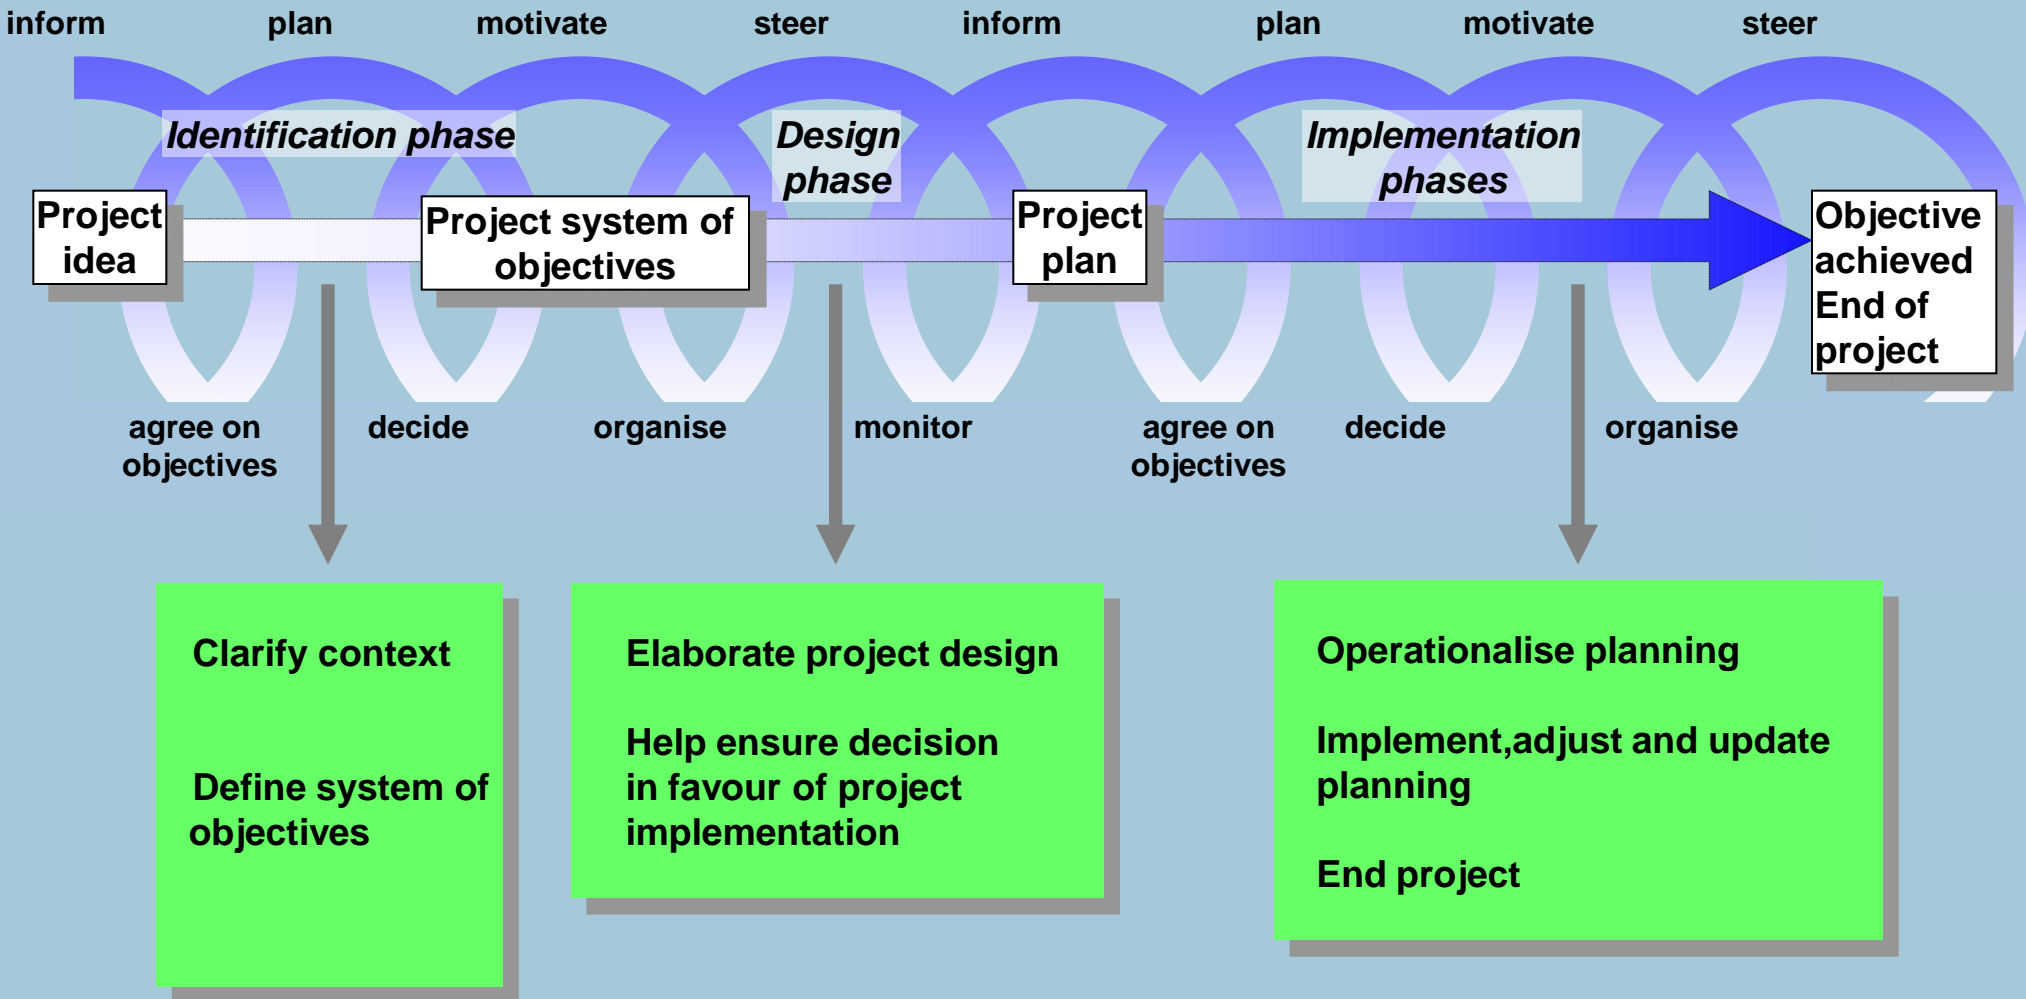 inform plan motivate steer inform plan motivate steer
Identification phase
Design
phase
Implementation
phases
Project
idea
Project system of
objectives
Project
plan
Objective
achieved
End of
project
agree on
objectives
decide
organise
monitor
agree on
objectives
decide
organise
Clarify context
Define system of
objectives
Elaborate project design
Help ensure decision
in favour of project
implementation
Operationalise planning
Implement,adjust and update
planning
End project